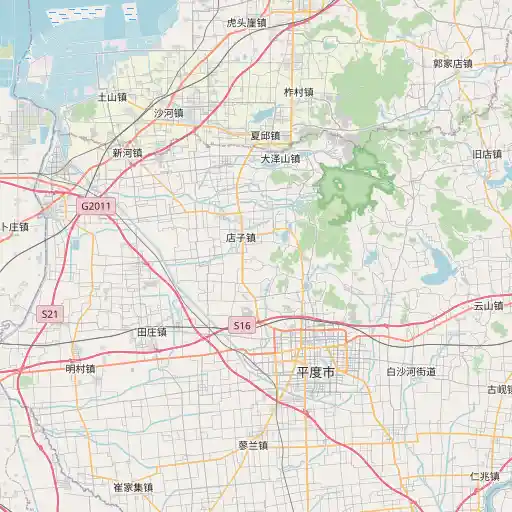 虎头崖镇
郭家店镇
柞村镇
土山镇
沙河镇
夏邱镇
新河镇
大泽山镇
旧店镇
G2011
卜庄镇
店子镇
云山镇
S21
S16
田庄镇
明村镇
平度市
白沙河街道
古岘镇
蓼兰镇
仁兆镇
崔家集镇